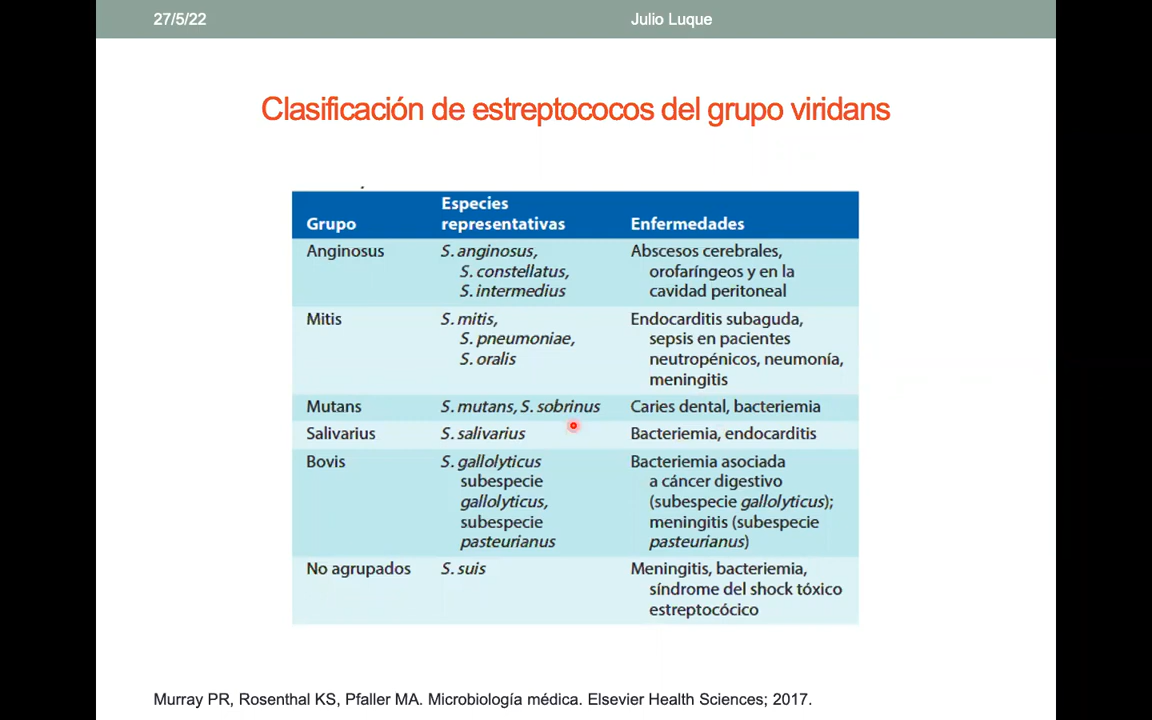 27/5/22
Julio Luque
Clasificación de estreptococos del grupo viridans
Grupo
Especies
representativas
Enfermedades
Anginosus
S. anginosus,
S. constellatus,
S. intermedius
Abscesos cerebrales,
orofaríngeos y en la
cavidad peritoneal
Mitis
S. mitis,
S. pneumoniae,
S. oralis
Endocarditis subaguda,
sepsis en pacientes
neutropénicos, neumonía,
meningitis
Mutans
S. mutans, S. sobrinus
Caries dental, bacteriemia
Salivarius
S. salivarius
Bacteriemia, endocarditis
Bovis
S. gallolyticus
subespecie
gallolyticus,
subespecie
pasteurianus
Bacteriemia asociada
a cáncer digestivo
(subespecie gallolyticus);
meningitis (subespecie
pasteurianus)
No agrupados
S. suis
Meningitis, bacteriemia,
síndrome del shock tóxico
estreptocócico
Murray PR, Rosenthal KS, Pfaller MA. Microbiología médica. Elsevier Health Sciences; 2017.